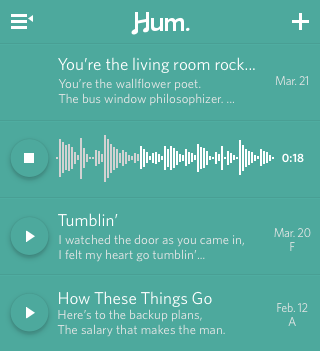 Hum.
You're the living room rock...
You're the wallflower poet.
The bus window philosophizer. ...
Mar. 21
0:18
Tumblin'
I watched the door as you came in,
I felt my heart go tumblin'...
Mar. 20
F
How These Things Go
Here's to the backup plans,
The salary that makes the man.
Feb. 12
A